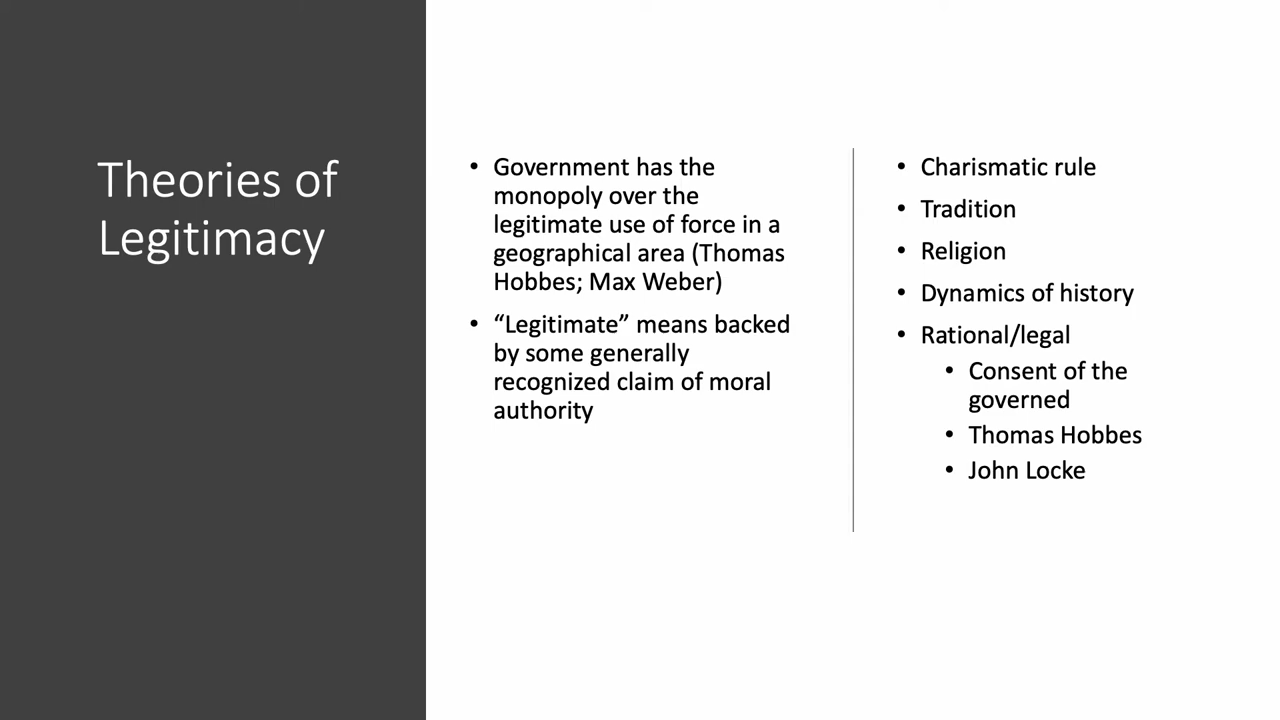 Theories of
Legitimacy
• Government has the
monopoly over the
legitimate use of force in a
geographical area (Thomas
Hobbes; Max Weber)
• “Legitimate” means backed
by some generally
recognized claim of moral
authority
• Charismatic rule
• Tradition
• Religion
• Dynamics of history
• Rational/legal
• Consent of the
governed
• Thomas Hobbes
• John Locke